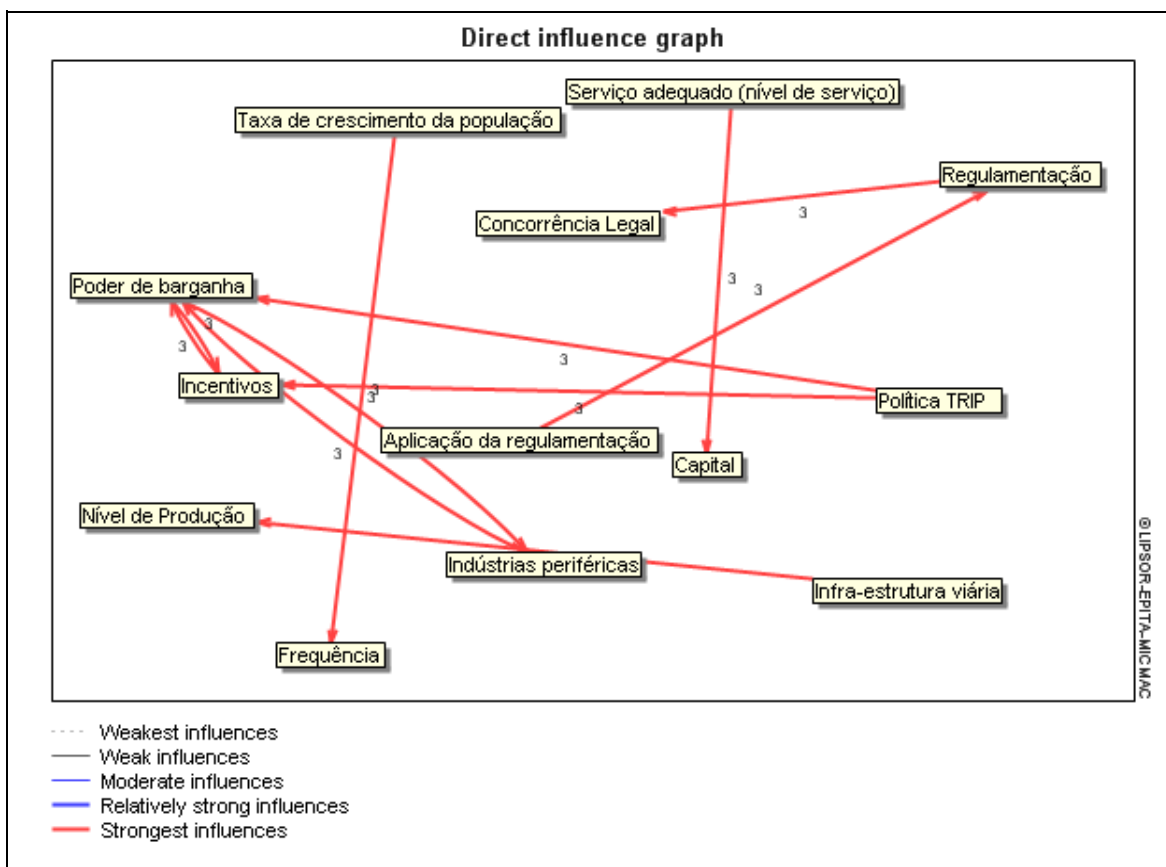 Direct influence graph
Serviço adequado (nível de serviço)
Taxa de crescimento da população
Regulamentação
3
Concorrência Legal
3
3
Poder de barganha
3
3
3
Incentivos
3
3
Política TRIP
3
Aplicação da regulamentação
3
Capital
Nível de Produção
Indústrias periféricas
Infra-estrutura viária
Frequência
© LIPSOR-EPITA-MICMAC
Weakest influences
Weak influences
Moderate influences
Relatively strong influences
Strongest influences